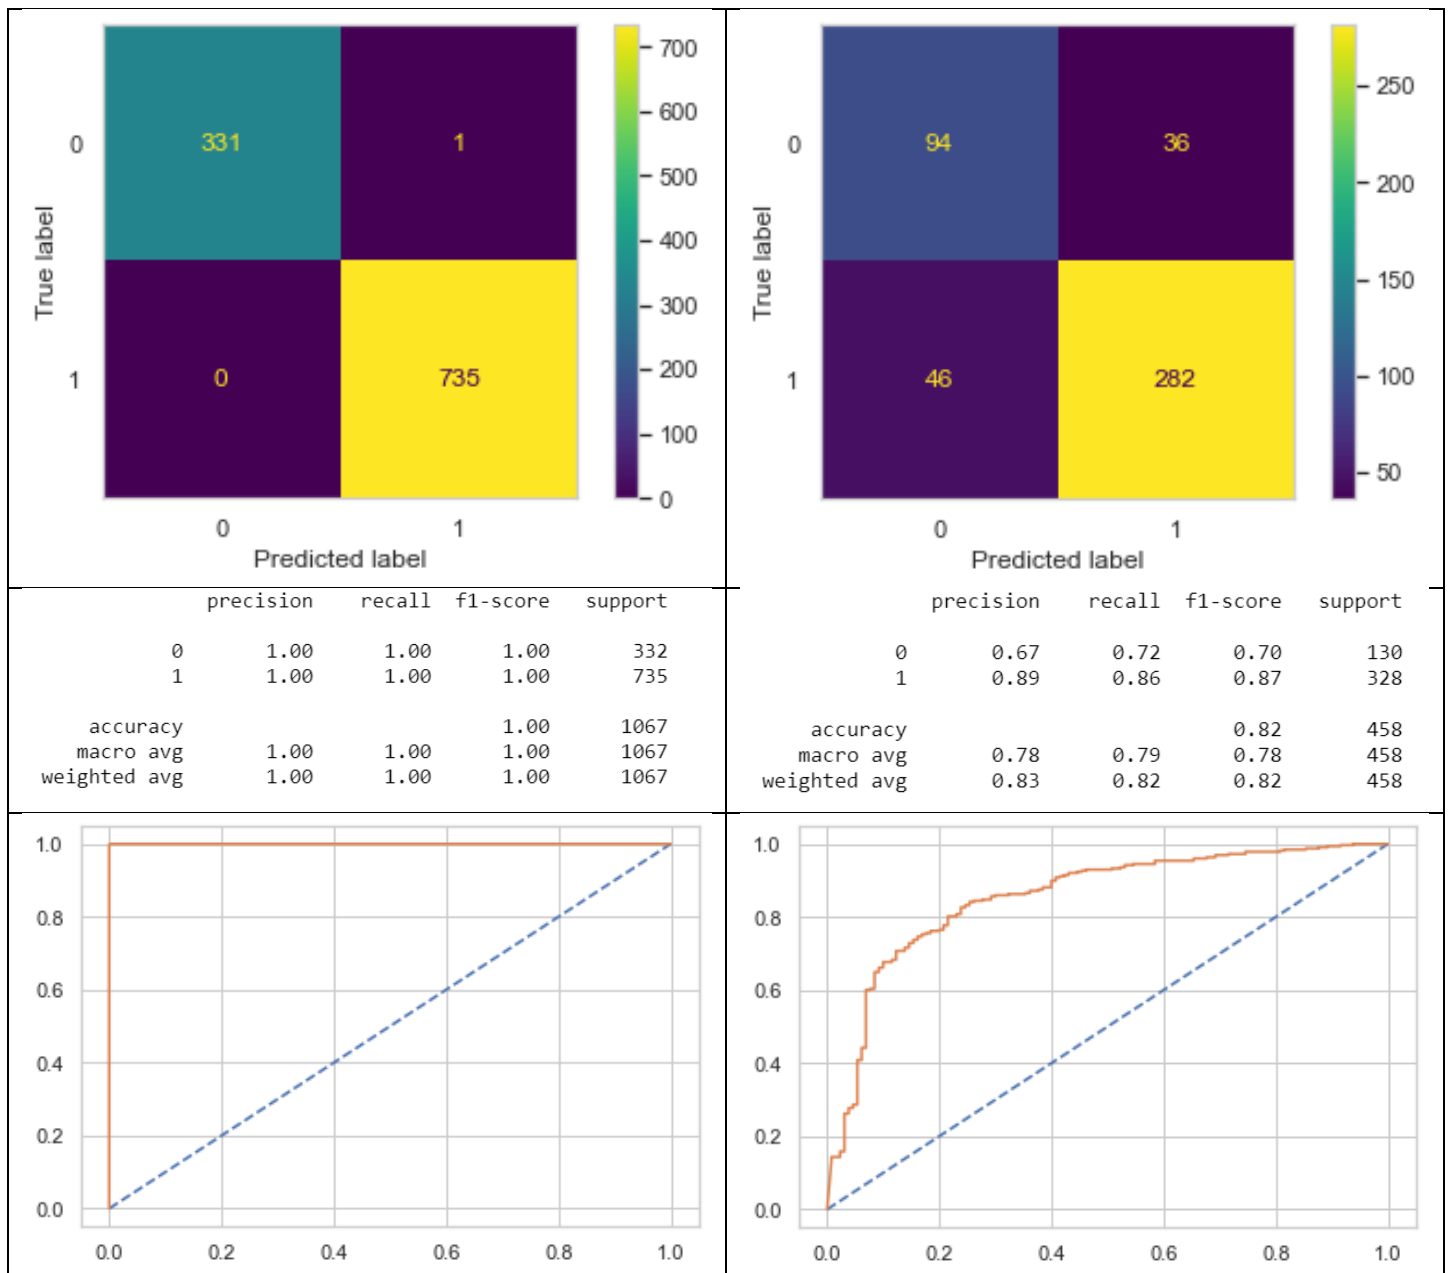 700
600
500
400
300
200
100
0
0
1
331 1
0 735
0 1
True label
Predicted label
250
200
150
100
50
0
1
94 36
46 282
0 1
True label
Predicted label
precision recall f1-score support
0 1.00 1.00 1.00 332
1 1.00 1.00 1.00 735
accuracy 1.00 1067
macro avg 1.00 1.00 1.00 1067
weighted avg 1.00 1.00 1.00 1067
precision recall f1-score support
0 0.67 0.72 0.70 130
1 0.89 0.86 0.87 328
accuracy 0.82 458
macro avg 0.78 0.79 0.78 458
weighted avg 0.83 0.82 0.82 458
1.0
0.8
0.6
0.4
0.2
0.0
0.0 0.2 0.4 0.6 0.8 1.0
1.0
0.8
0.6
0.4
0.2
0.0
0.0 0.2 0.4 0.6 0.8 1.0